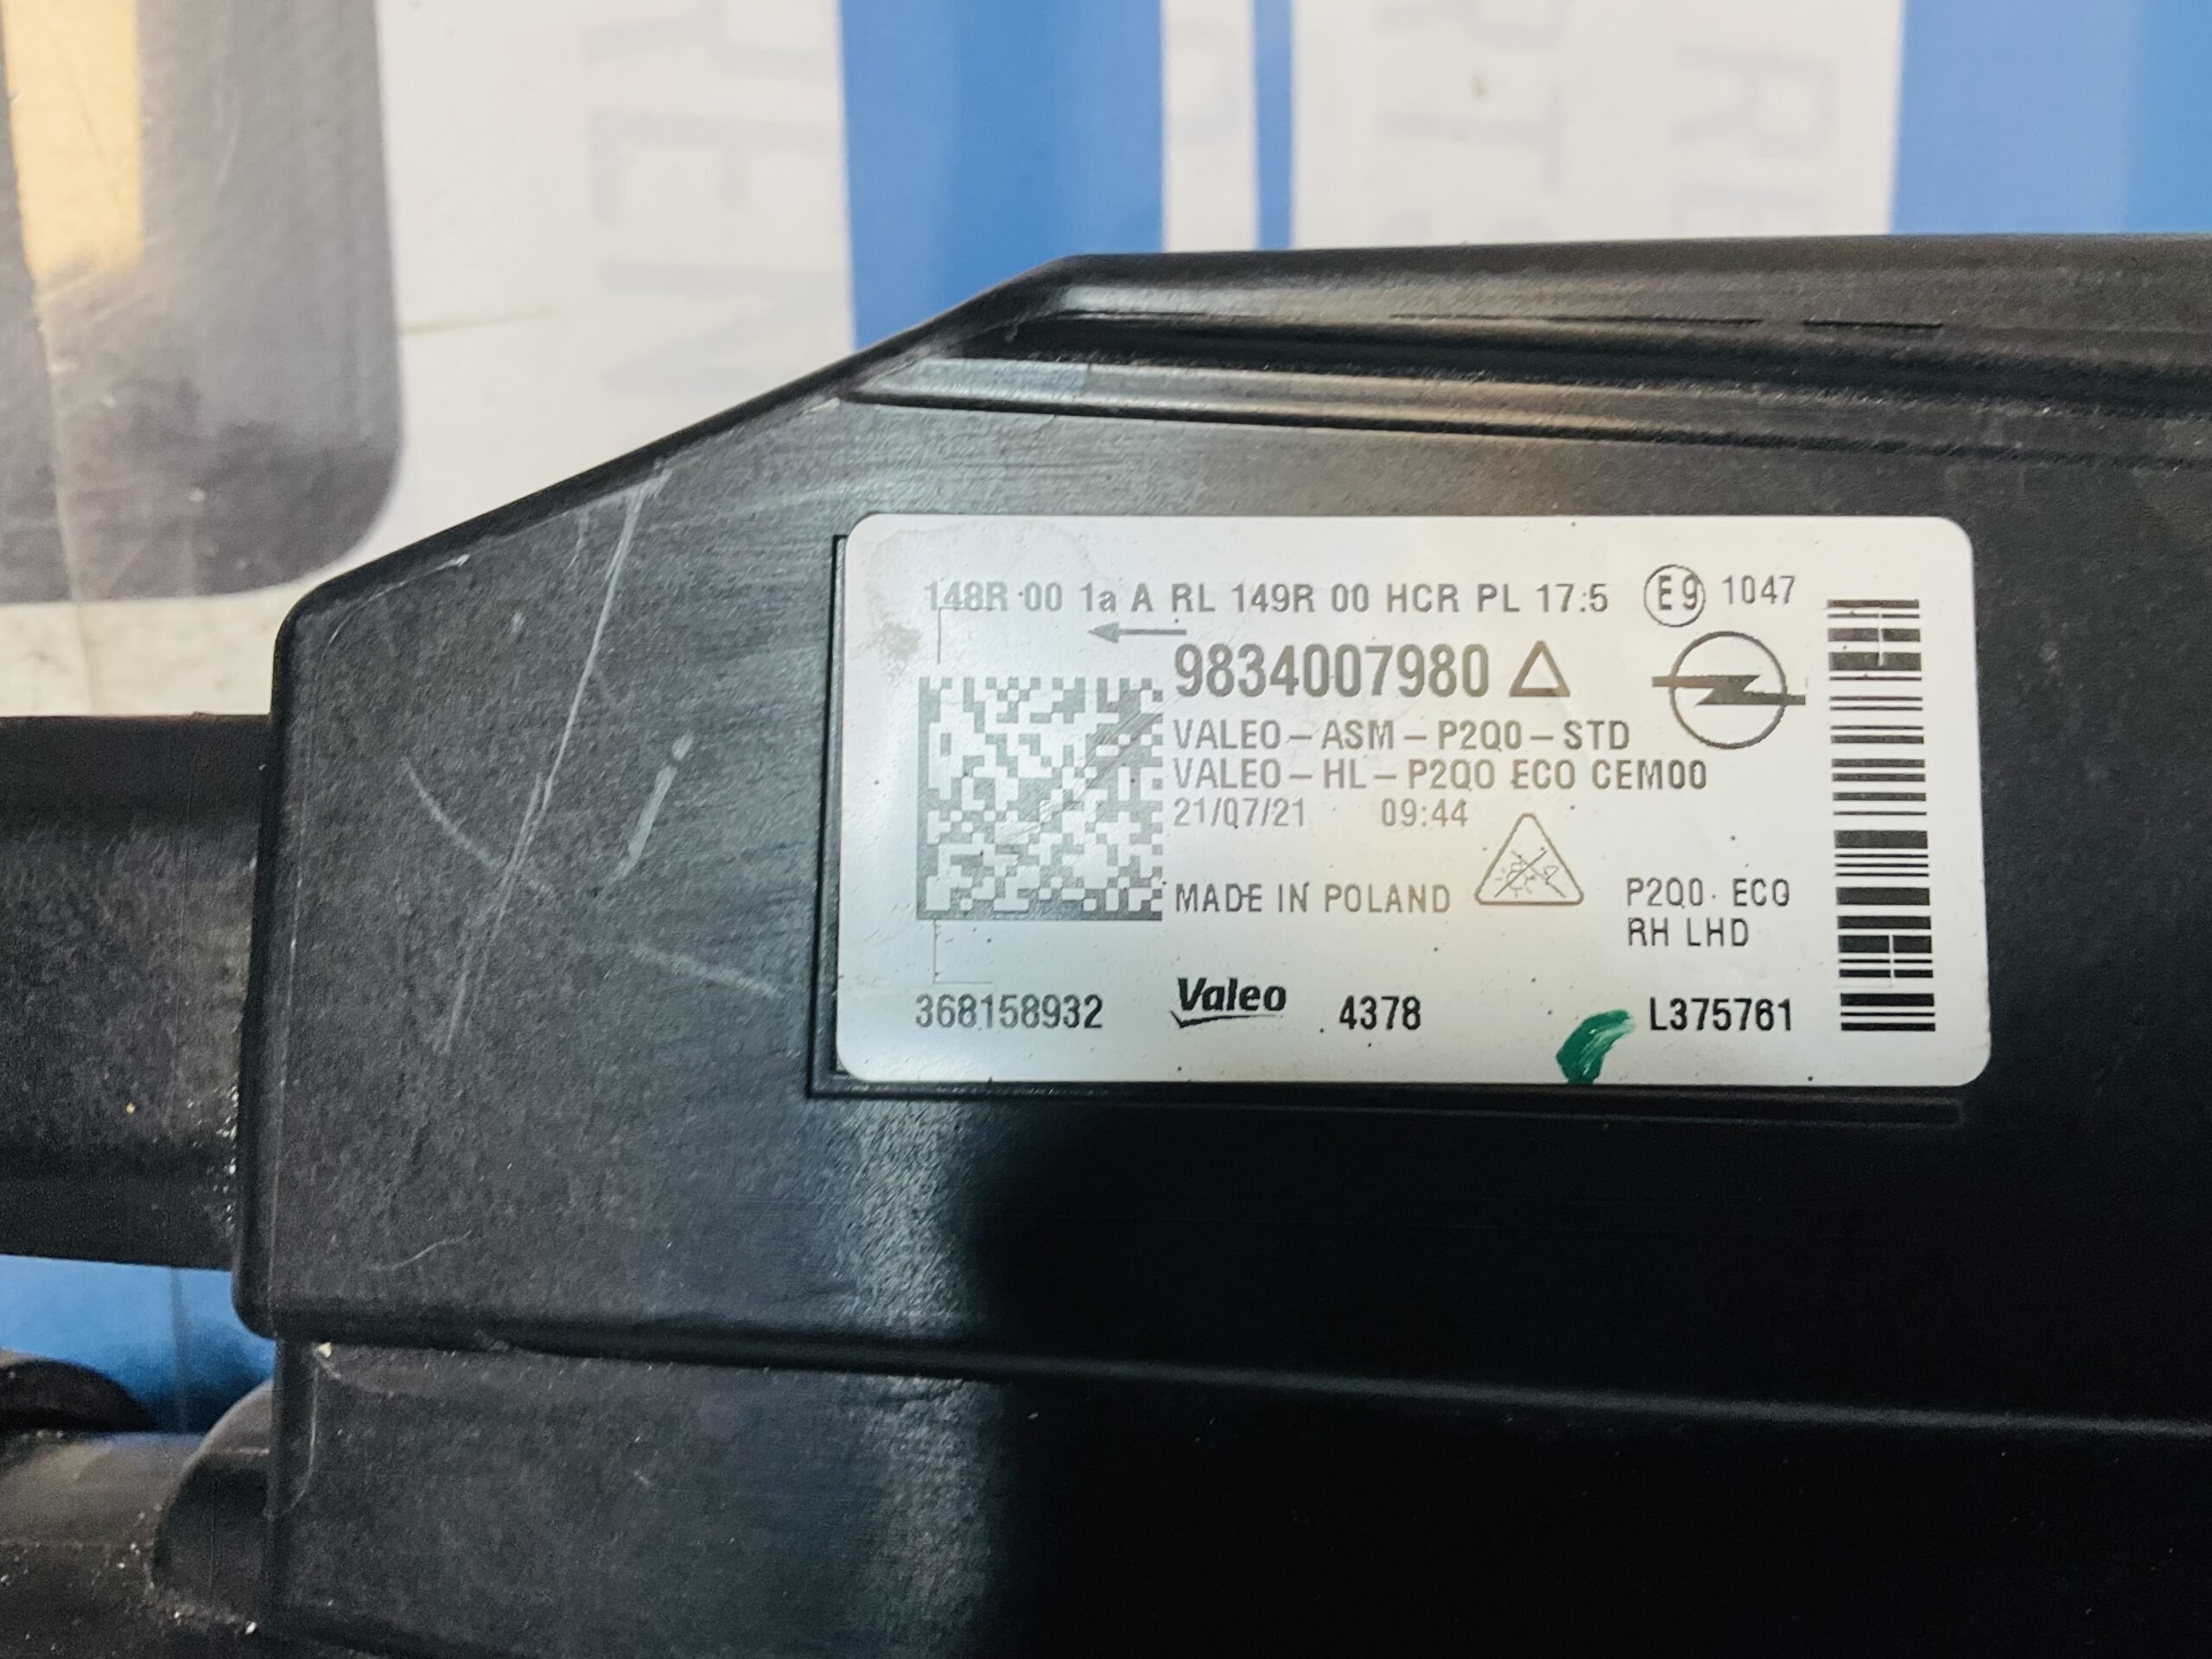 148R 00 1a A RL 149R 00 HCR PL 17.5 E9 1047
9834007980
VALEO-ASM-P2Q0-STD
VALEO-HL-P2Q0 ECO CEM00
21/07/21 09:44
MADE IN POLAND
P2Q0 ECO
RH LHD
368158932 Valeo 4378 L375761